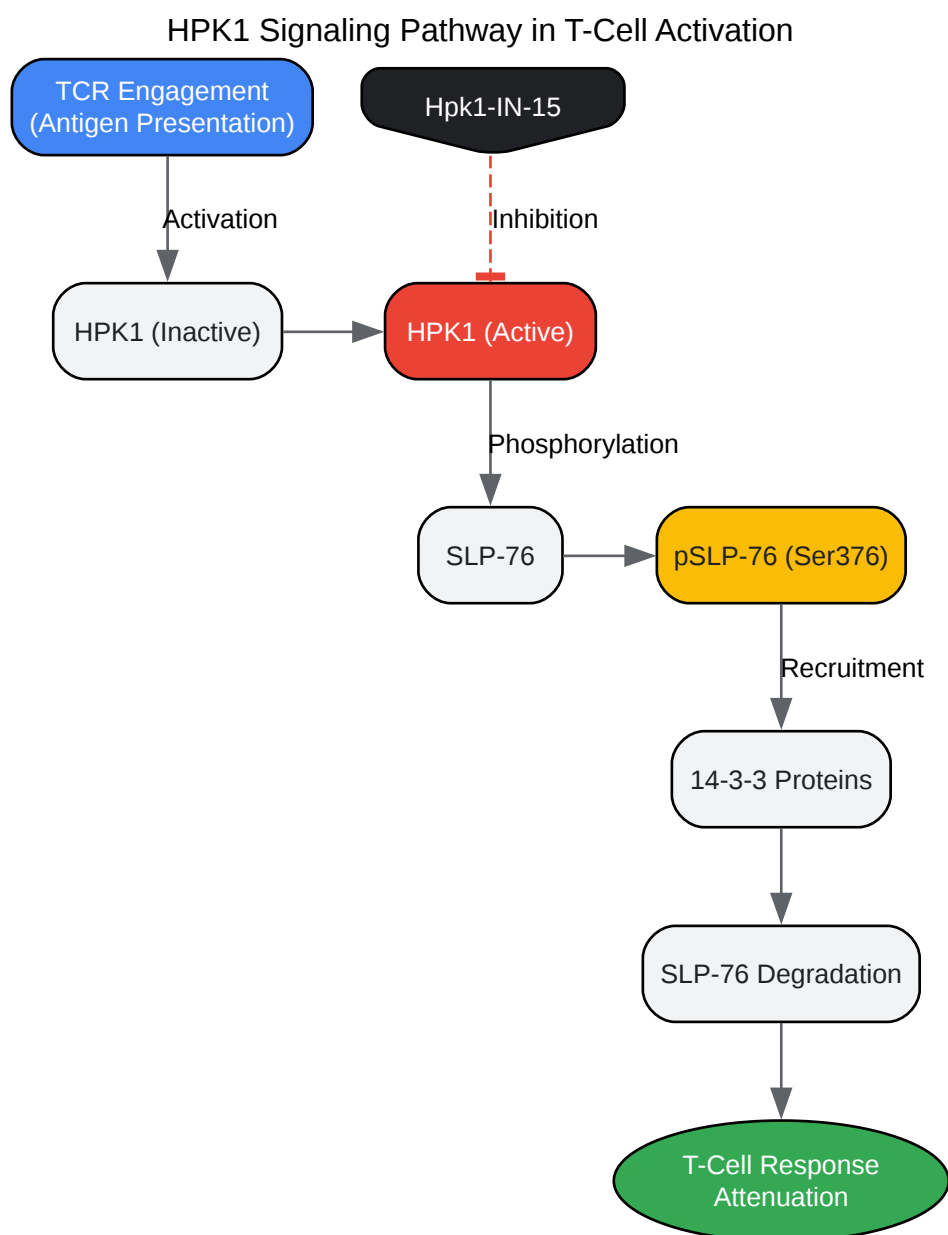 HPK1 Signaling Pathway in T-Cell Activation
TCR Engagement
(Antigen Presentation)
Hpk1-IN-15
Activation
Inhibition
HPK1 (Inactive)
HPK1 (Active)
Phosphorylation
SLP-76
pSLP-76 (Ser376)
Recruitment
14-3-3 Proteins
SLP-76 Degradation
T-Cell Response
Attenuation